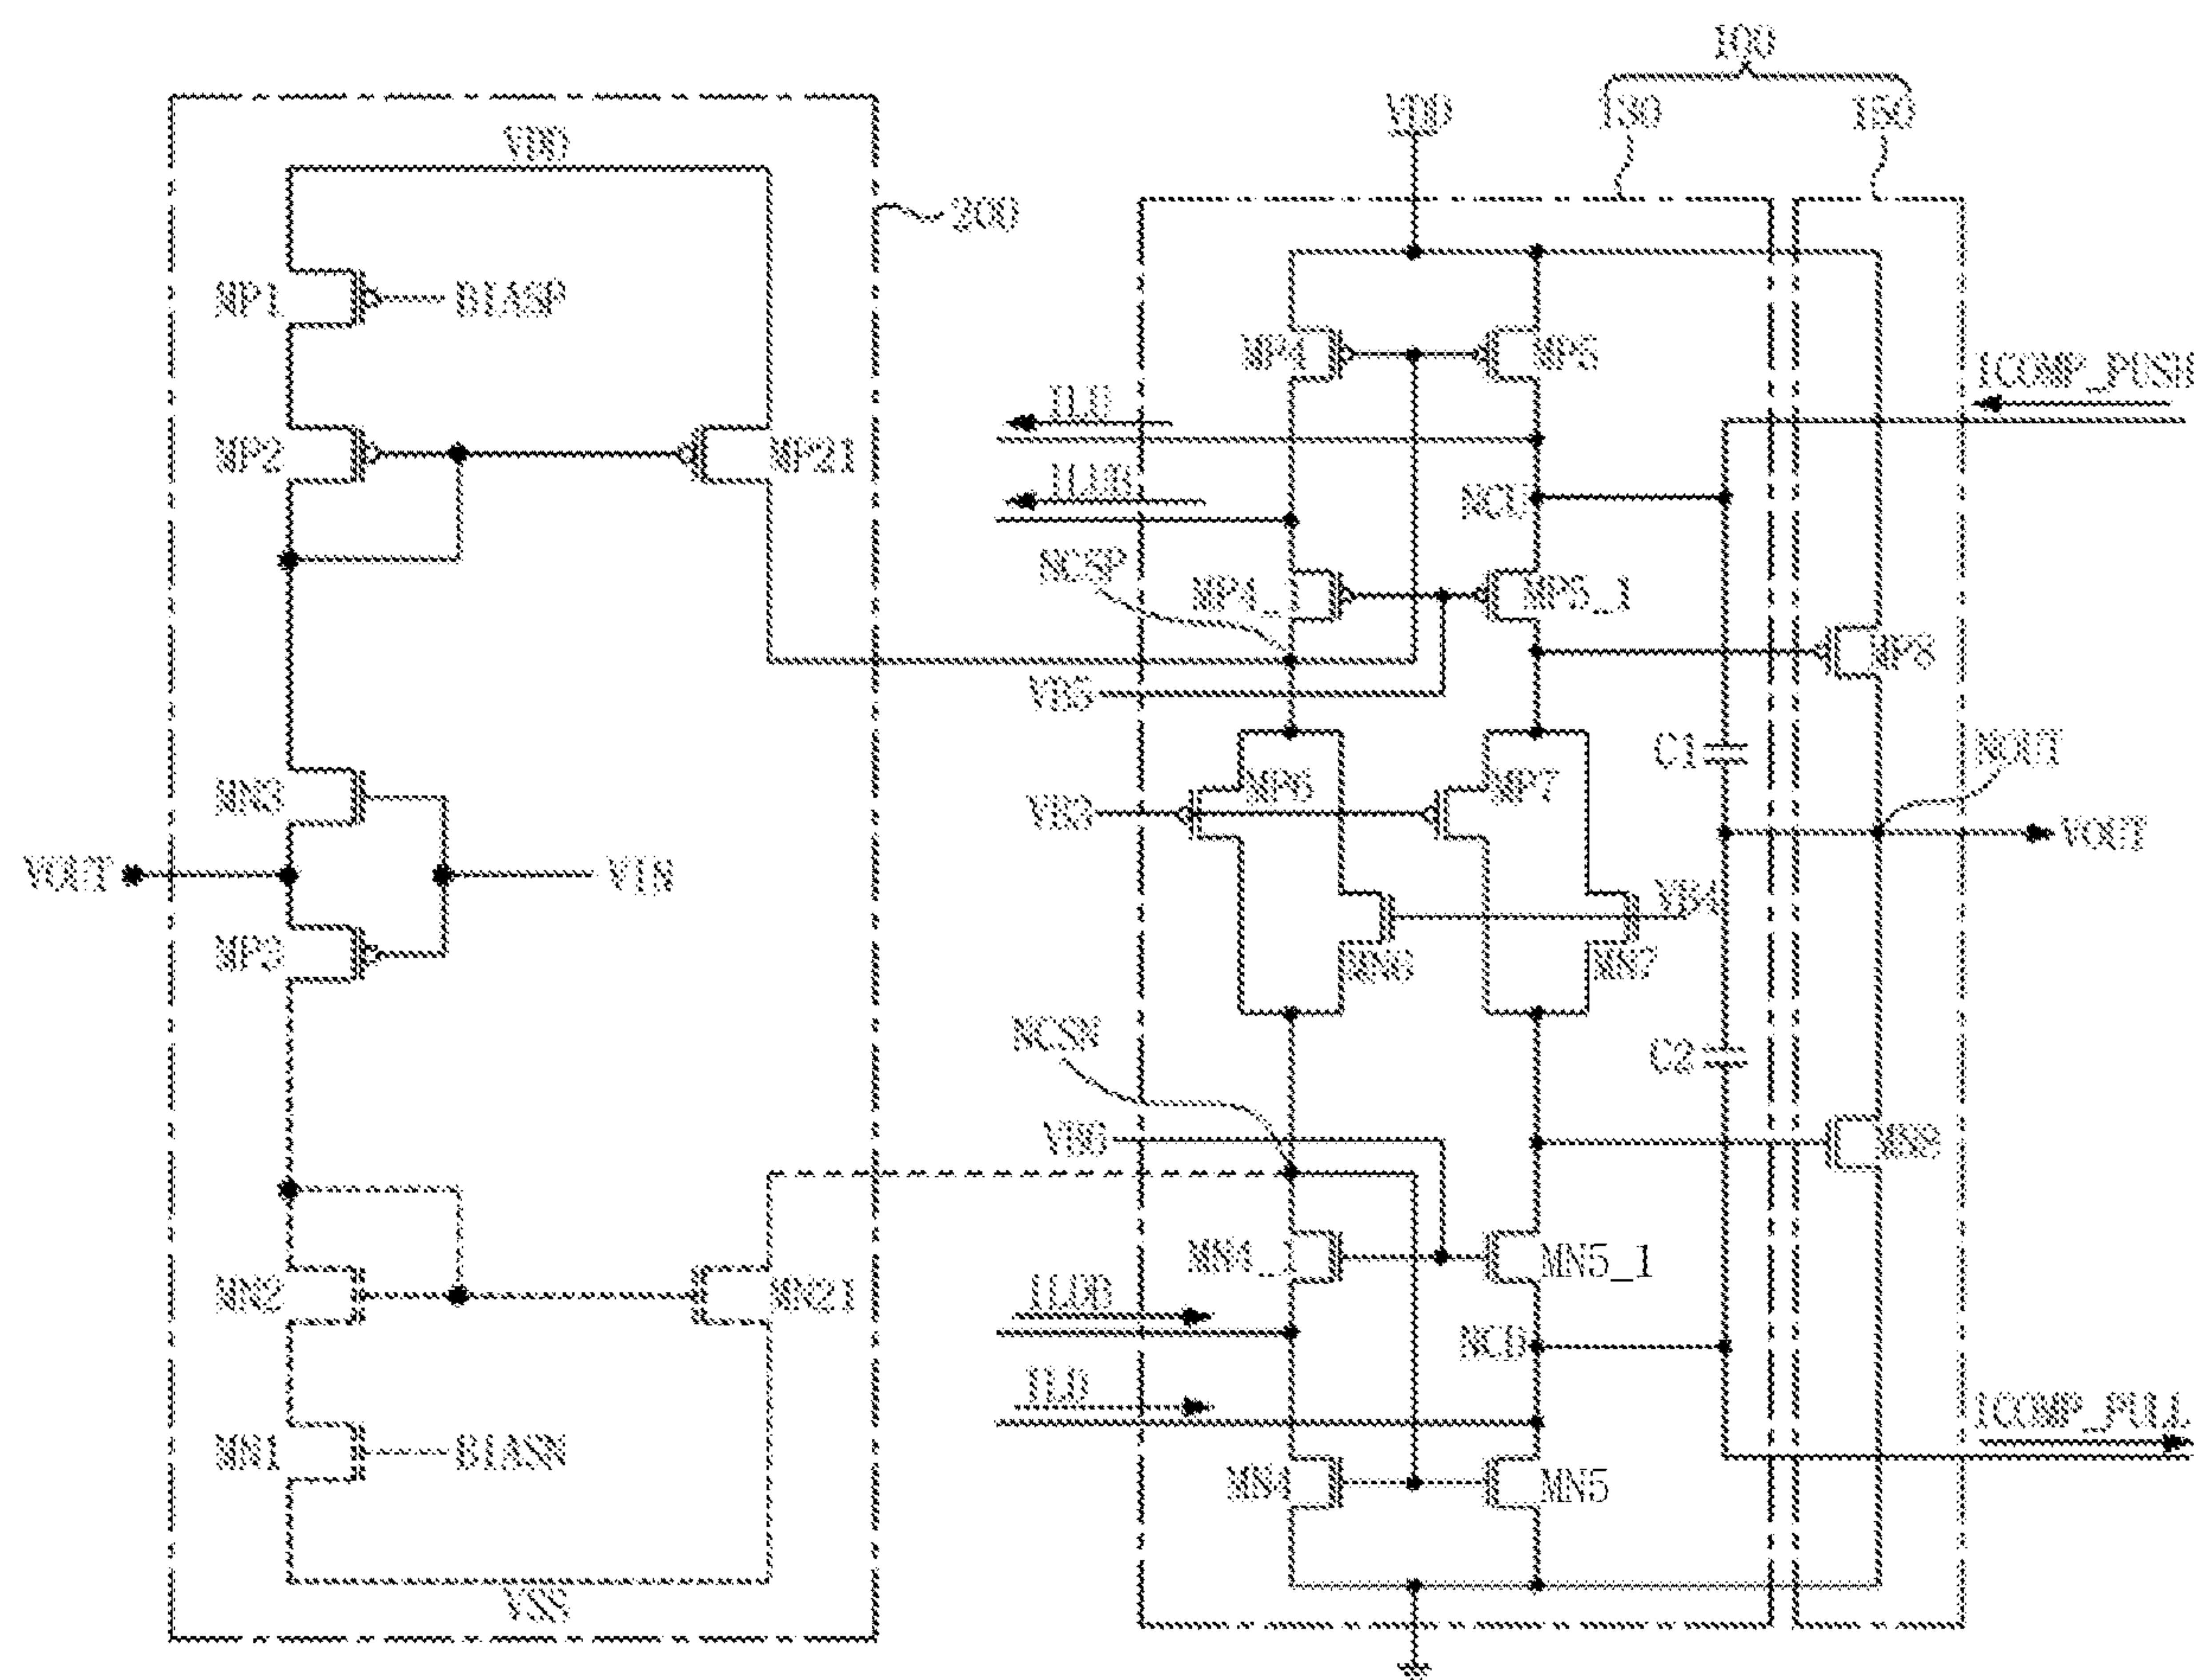 100
VDD
130
150
VDD
200
MP1
BIASP
MP4
MP5
ICOMP_PUSH
ILD
MP2
MP21
ILDB
NCU
NCSP
MP4_1
MP5_1
MP8
VB5
C1
NOUT
MP6
MP7
MN3
VB3
VOUT
VOUT
VIN
VB4
MP3
MN6
MN7
NCSN
C2
VB6
MN8
MN4_1
MN5_1
MN2
MN21
ILDB
NCD
ILD
ICOMP_PULL
MN1
BIASN
MN4
MN5
VSS